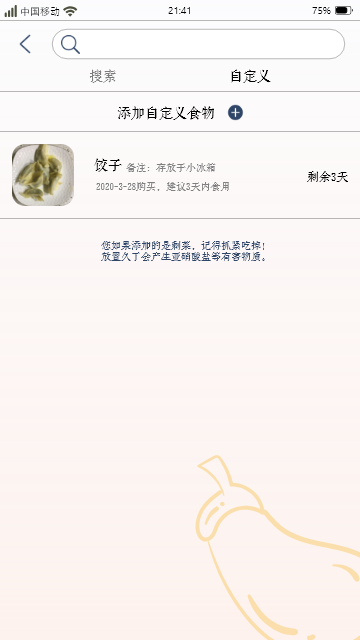 中国移动 21:41 75%
搜索 自定义
添加自定义食物
饺子 备注：存放于小冰箱
2020-3-28购买，建议3天内食用
剩余3天
您如果添加的是剩菜，记得抓紧吃掉！
放置久了会产生亚硝酸盐等有害物质。